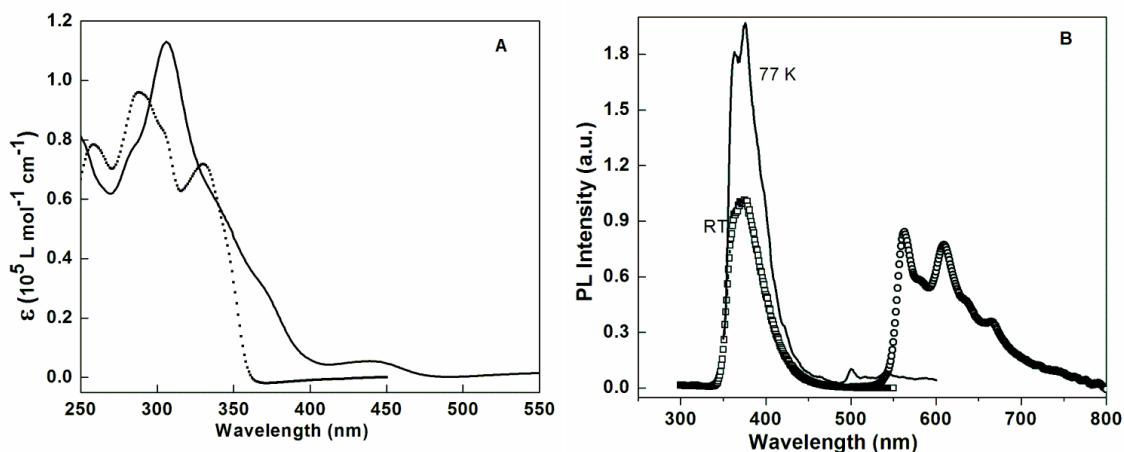 A
1.2
1.0
0.8
0.6
0.4
0.2
0.0
ε (10⁵ L mol⁻¹ cm⁻¹)
250 300 350 400 450 500 550
Wavelength (nm)
B
77 K
RT
1.8
1.5
1.2
0.9
0.6
0.3
0.0
PL Intensity (a.u.)
300 400 500 600 700 800
Wavelength (nm)